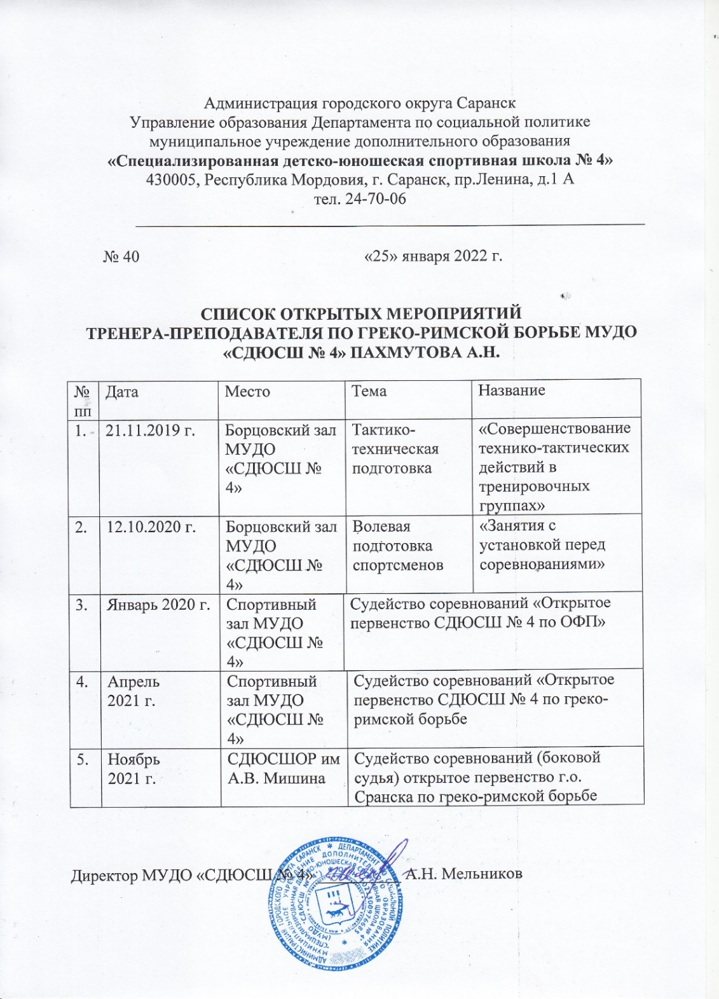 Администрация городского округа Саранск
Управление образования Департамента по социальной политике
муниципальное учреждение дополнительного образования
«Специализированная детско-юношеская спортивная школа № 4»
430005, Республика Мордовия, г. Саранск, пр.Ленина, д.1 А
тел. 24-70-06
№ 40 «25» января 2022 г.
СПИСОК ОТКРЫТЫХ МЕРОПРИЯТИЙ
ТРЕНЕРА-ПРЕПОДАВАТЕЛЯ ПО ГРЕКО-РИМСКОЙ БОРЬБЕ МУДО
«СДЮСШ № 4» ПАХМУТОВА А.Н.
№
пп
Дата
Место
Тема
Название
1.
21.11.2019 г.
Борцовский зал
МУДО
«СДЮСШ №
4»
Тактико-
техническая
подготовка
«Совершенствование
технико-тактических
действий в
тренировочных
группах»
2.
12.10.2020 г.
Борцовский зал
МУДО
«СДЮСШ №
4»
Волевая
подготовка
спортсменов
«Занятия с
установкой перед
соревнованиями»
3.
Январь 2020 г.
Спортивный
зал МУДО
«СДЮСШ №
4»
Судейство соревнований «Открытое
первенство СДЮСШ № 4 по ОФП»
4.
Апрель
2021 г.
Спортивный
зал МУДО
«СДЮСШ №
4»
Судейство соревнований «Открытое
первенство СДЮСШ № 4 по греко-
римской борьбе
5.
Ноябрь
2021 г.
СДЮСШОР им
А.В. Мишина
Судейство соревнований (боковой
судья) открытое первенство г.о.
Сранска по греко-римской борьбе
Директор МУДО «СДЮСШ № 4» А.Н. Мельников